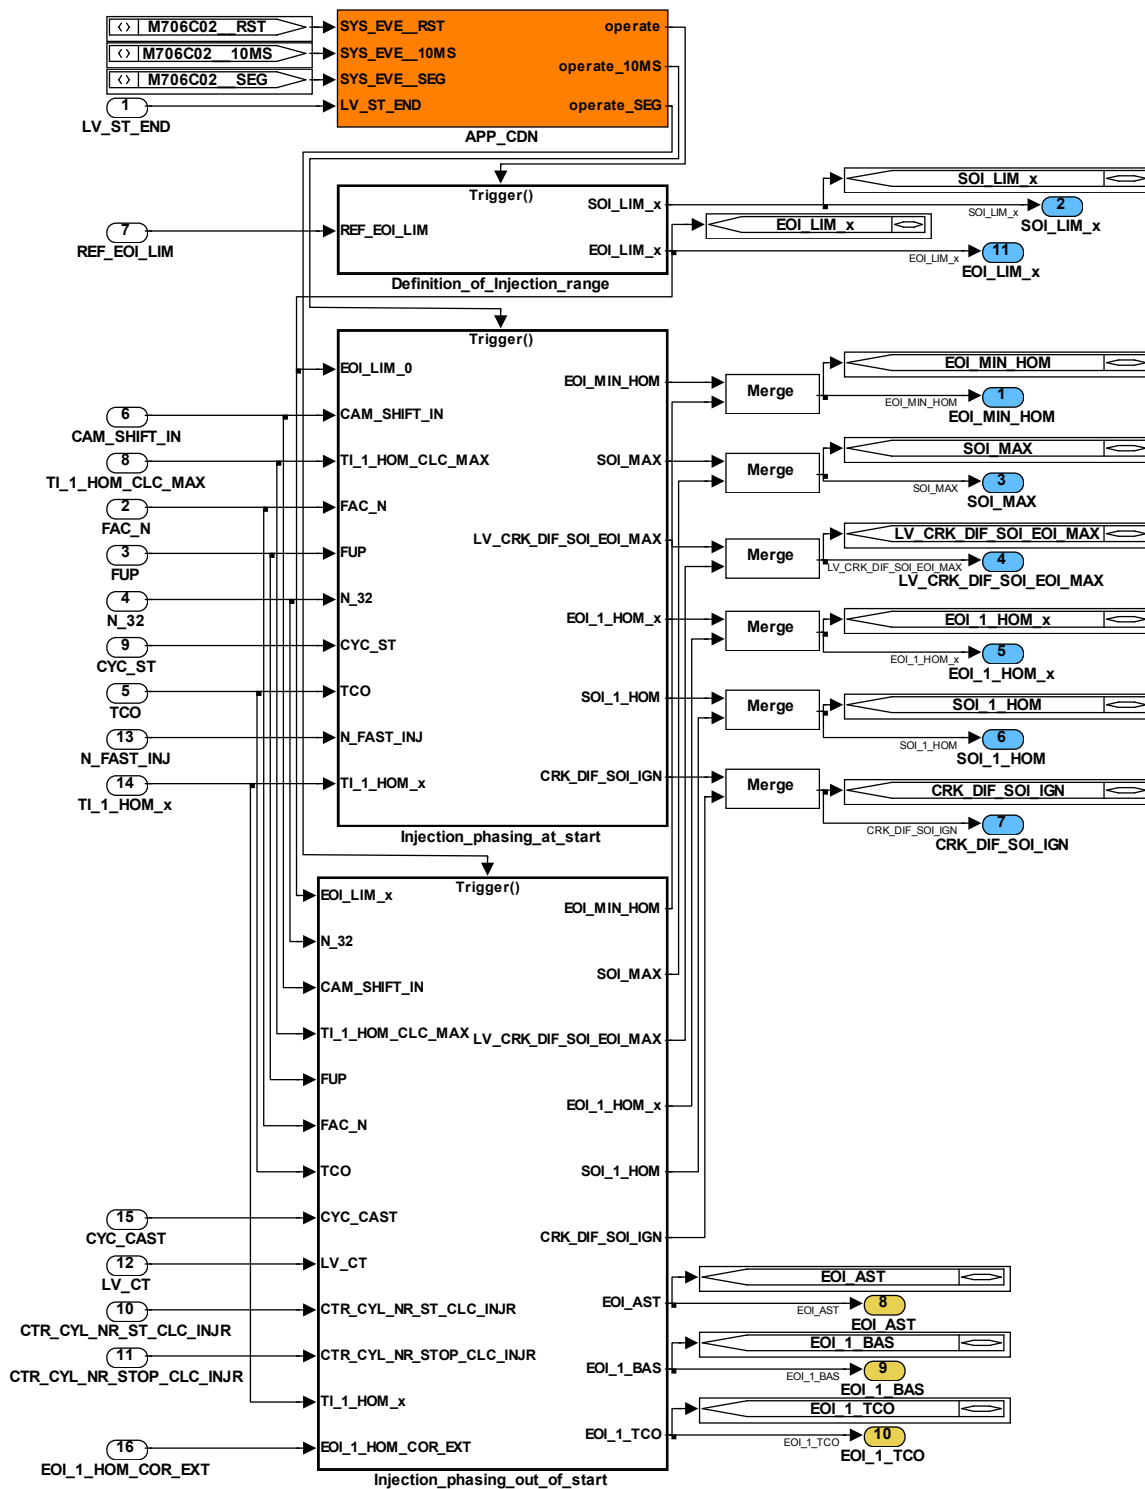 M706C02__RST
SYS_EVE__RST
operate
M706C02__10MS
SYS_EVE__10MS
operate_10MS
M706C02__SEG
SYS_EVE__SEG
operate_SEG
1
LV_ST_END
LV_ST_END
APP_CDN
Trigger()
SOI_LIM_x
SOI_LIM_x
SOI_LIM_x
2
SOI_LIM_x
7
REF_EOI_LIM
REF_EOI_LIM
EOI_LIM_x
EOI_LIM_x
EOI_LIM_x
11
EOI_LIM_x
Definition_of_Injection_range
Trigger()
EOI_LIM_0
EOI_MIN_HOM
Merge
EOI_MIN_HOM
EOI_MIN_HOM
1
EOI_MIN_HOM
6
CAM_SHIFT_IN
CAM_SHIFT_IN
8
TI_1_HOM_CLC_MAX
TI_1_HOM_CLC_MAX
SOI_MAX
Merge
SOI_MAX
SOI_MAX
3
SOI_MAX
2
FAC_N
FAC_N
3
FUP
FUP
LV_CRK_DIF_SOI_EOI_MAX
Merge
LV_CRK_DIF_SOI_EOI_MAX
LV_CRK_DIF_SOI_EOI_MAX
4
LV_CRK_DIF_SOI_EOI_MAX
4
N_32
N_32
EOI_1_HOM_x
Merge
EOI_1_HOM_x
EOI_1_HOM_x
5
EOI_1_HOM_x
9
CYC_ST
CYC_ST
5
TCO
TCO
SOI_1_HOM
Merge
SOI_1_HOM
SOI_1_HOM
6
SOI_1_HOM
13
N_FAST_INJ
N_FAST_INJ
14
TI_1_HOM_x
TI_1_HOM_x
CRK_DIF_SOI_IGN
Merge
CRK_DIF_SOI_IGN
CRK_DIF_SOI_IGN
7
CRK_DIF_SOI_IGN
Injection_phasing_at_start
Trigger()
EOI_LIM_x
EOI_MIN_HOM
N_32
SOI_MAX
CAM_SHIFT_IN
TI_1_HOM_CLC_MAX
LV_CRK_DIF_SOI_EOI_MAX
FUP
EOI_1_HOM_x
FAC_N
TCO
SOI_1_HOM
15
CYC_CAST
CYC_CAST
CRK_DIF_SOI_IGN
12
LV_CT
LV_CT
10
CTR_CYL_NR_ST_CLC_INJR
CTR_CYL_NR_ST_CLC_INJR
EOI_AST
EOI_AST
EOI_AST
8
EOI_AST
11
CTR_CYL_NR_STOP_CLC_INJR
CTR_CYL_NR_STOP_CLC_INJR
EOI_1_BAS
EOI_1_BAS
EOI_1_BAS
9
EOI_1_BAS
TI_1_HOM_x
EOI_1_TCO
EOI_1_TCO
EOI_1_TCO
10
EOI_1_TCO
16
EOI_1_HOM_COR_EXT
EOI_1_HOM_COR_EXT
Injection_phasing_out_of_start